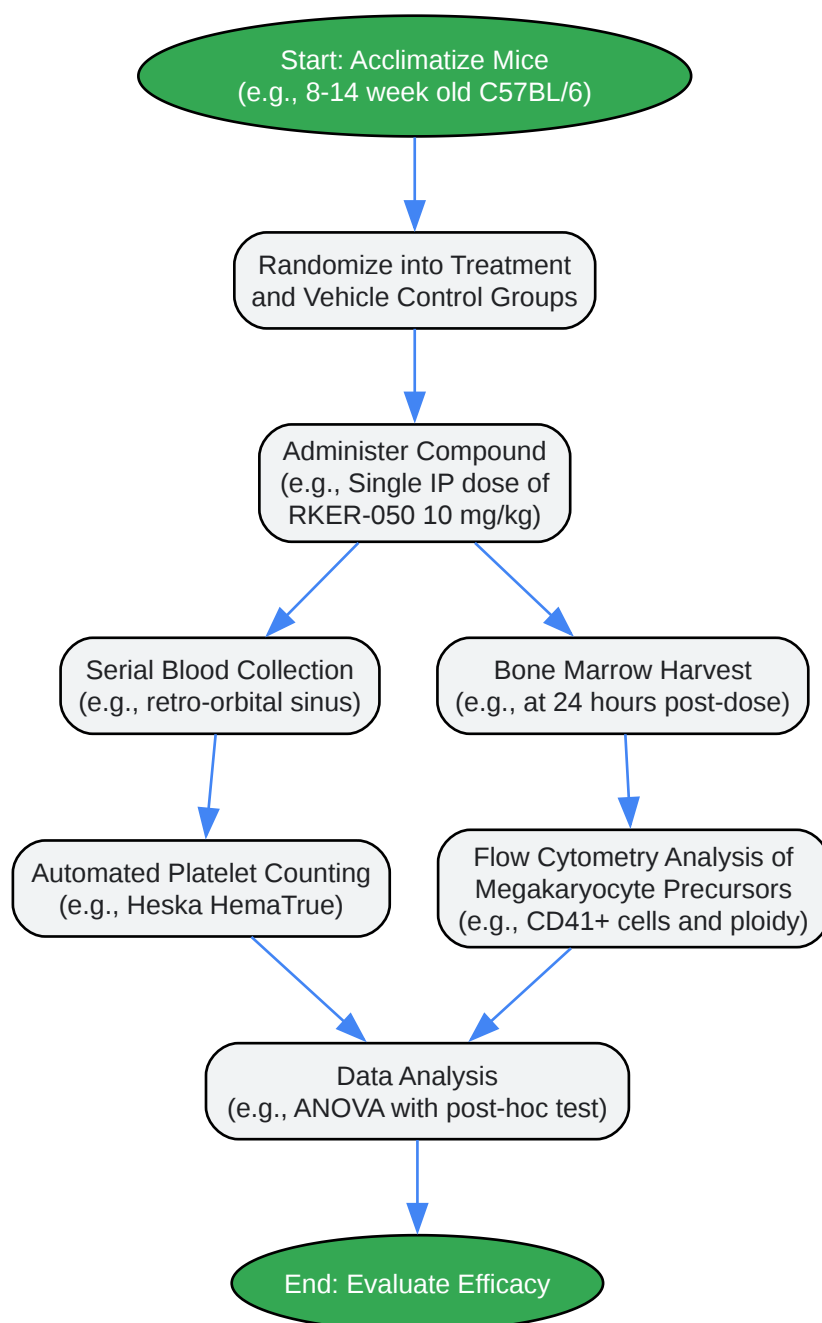 Start: Acclimatize Mice
(e.g., 8-14 week old C57BL/6)
Randomize into Treatment
and Vehicle Control Groups
Administer Compound
(e.g., Single IP dose of
RKER-050 10 mg/kg)
Serial Blood Collection
(e.g., retro-orbital sinus)
Bone Marrow Harvest
(e.g., at 24 hours post-dose)
Automated Platelet Counting
(e.g., Heska HemaTrue)
Flow Cytometry Analysis of
Megakaryocyte Precursors
(e.g., CD41+ cells and ploidy)
Data Analysis
(e.g., ANOVA with post-hoc test)
End: Evaluate Efficacy